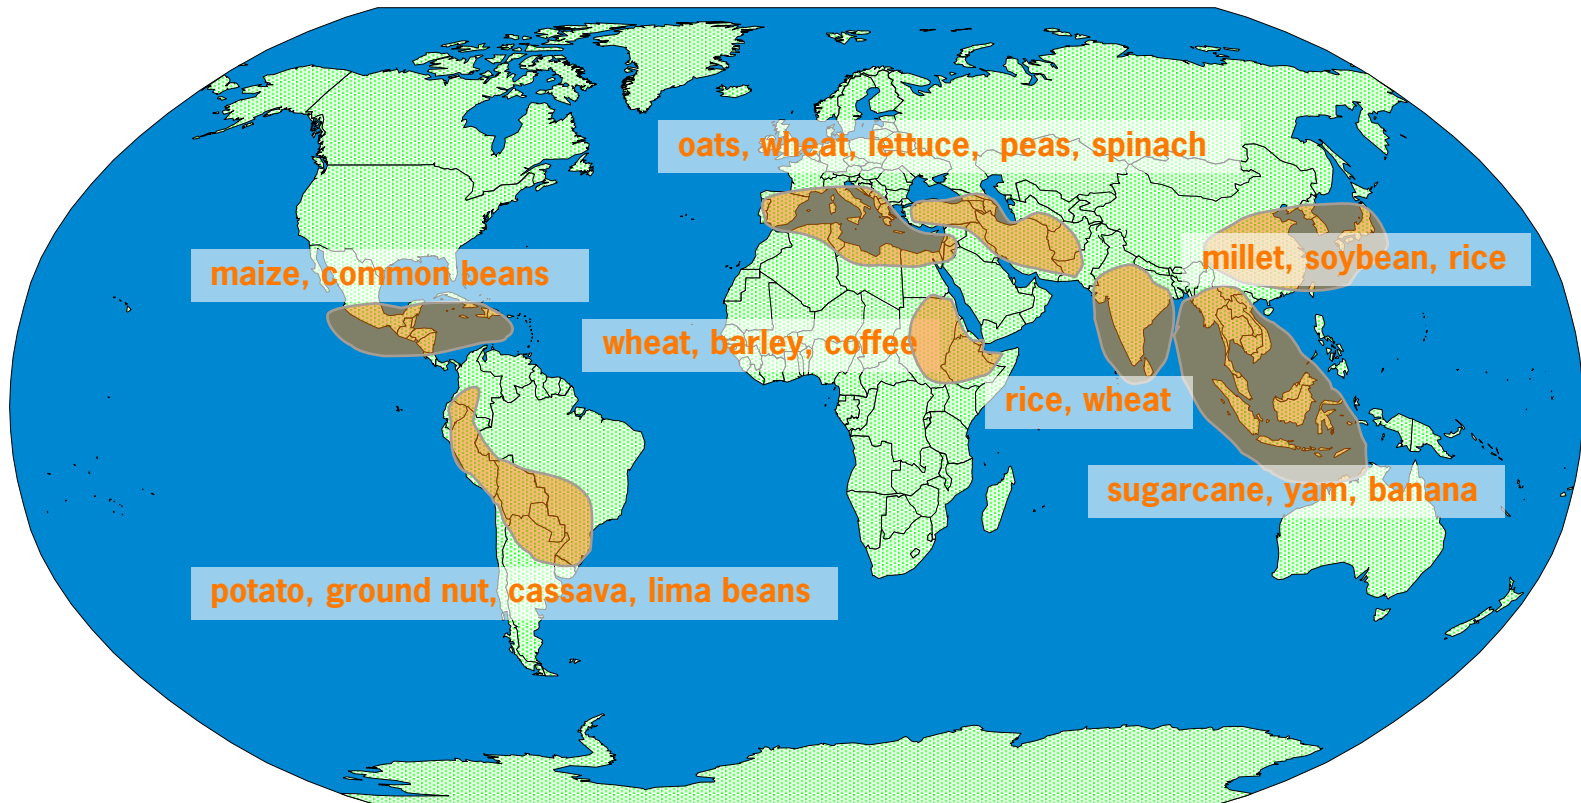 oats, wheat, lettuce, peas, spinach
millet, soybean, rice
maize, common beans
wheat, barley, coffee
rice, wheat
sugarcane, yam, banana
potato, ground nut, cassava, lima beans